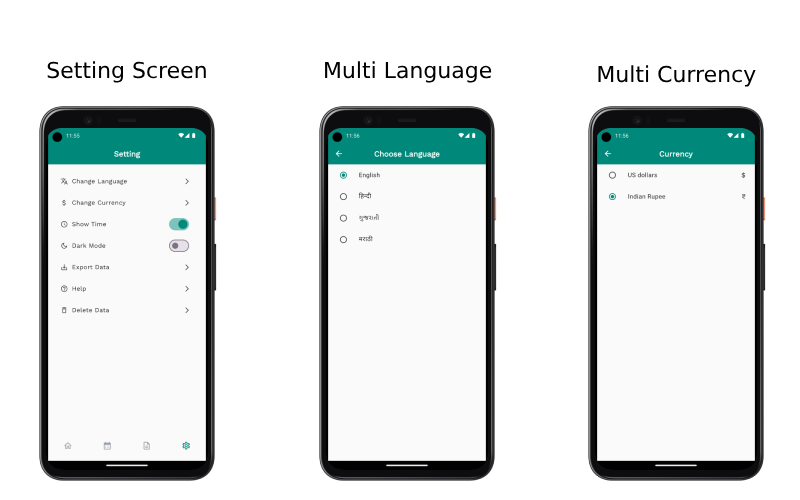 Setting Screen
Multi Language
Multi Currency
11:55
Setting
Change Language
Change Currency
Show Time
Dark Mode
Export Data
Help
Delete Data
11:56
Choose Language
English
हिन्दी
ગુજરાતી
मराठी
11:56
Currency
US dollars $
Indian Rupee ₹